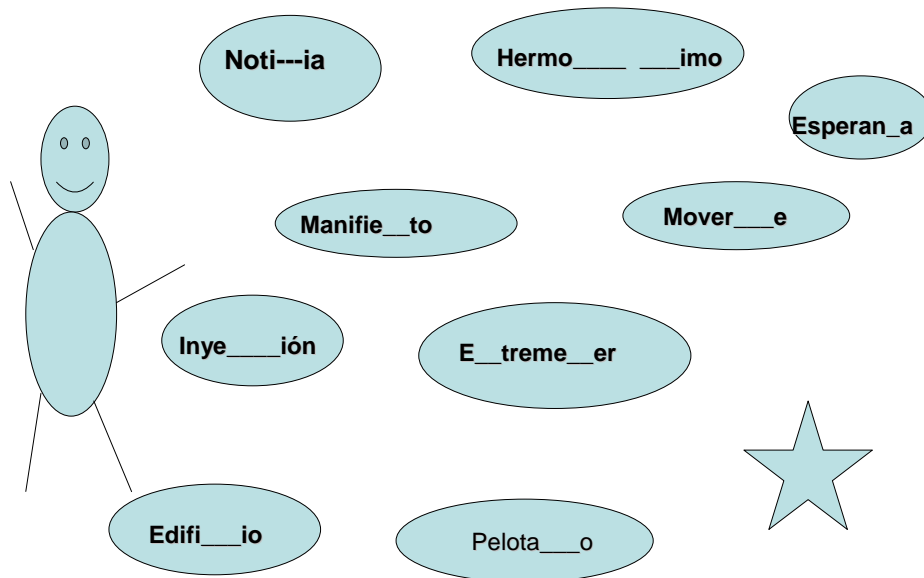 Noti---ia
Hermo____ ___imo
Esperan_a
Manifie__to
Mover___e
Inye____ión
E__treme__er
Edifi___io
Pelota___o